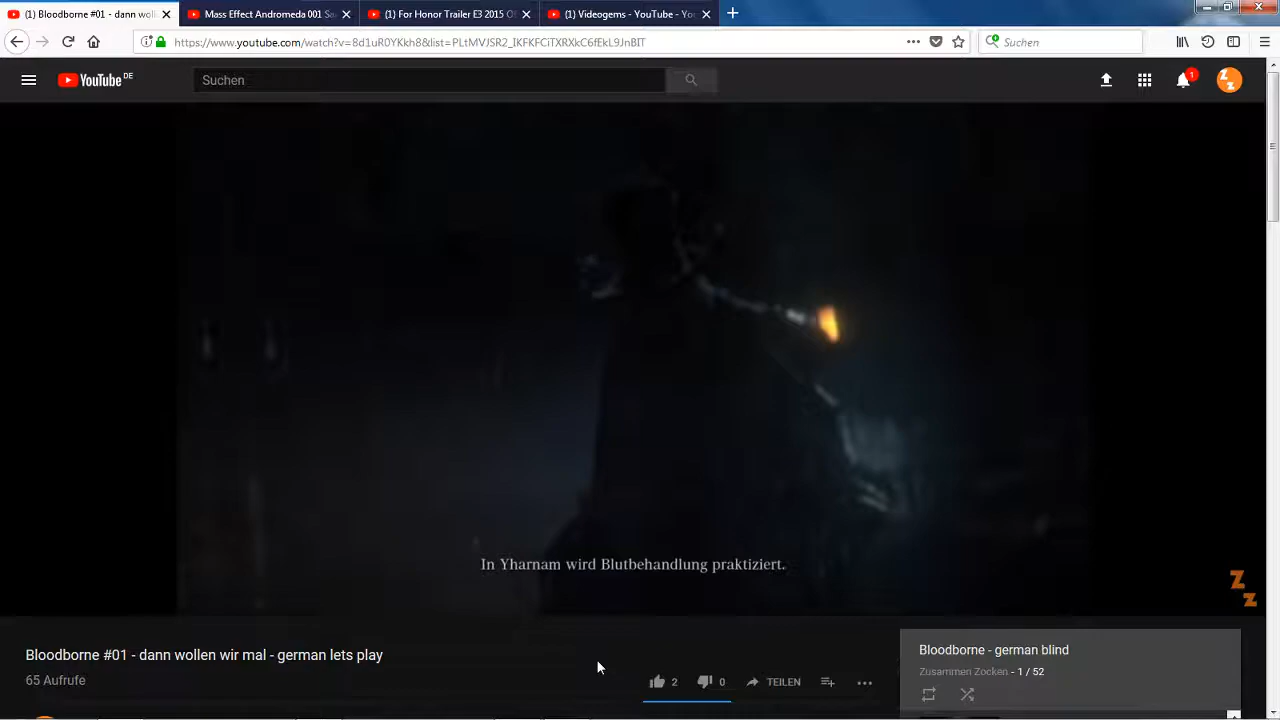 (1) Bloodborne #01 - dann woll
Mass Effect Andromeda 001 Sa
(1) For Honor Trailer E3 2015 O
(1) Videogems - YouTube - Yo
https://www.youtube.com/watch?v=8d1uR0YKkh8&list=PLtMVJSR2_IKFKFCiTXRXkC6fEkL9JnBIT
Suchen
YouTube DE
Suchen
1
In Yharnam wird Blutbehandlung praktiziert.
Z
Z
Bloodborne #01 - dann wollen wir mal - german lets play
65 Aufrufe
2
0
TEILEN
Bloodborne - german blind
Zusammen Zocken - 1 / 52